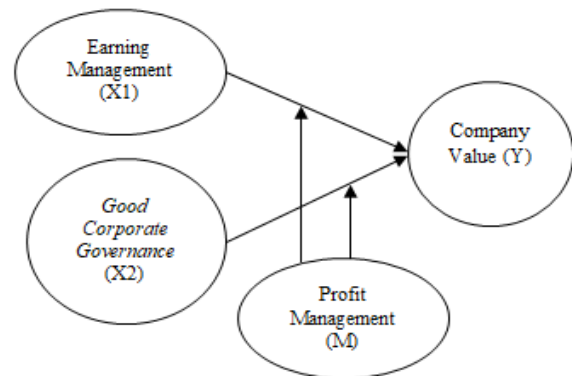 Earning
Management
(X1)
Company
Value (Y)
Good
Corporate
Governance
(X2)
Profit
Management
(M)